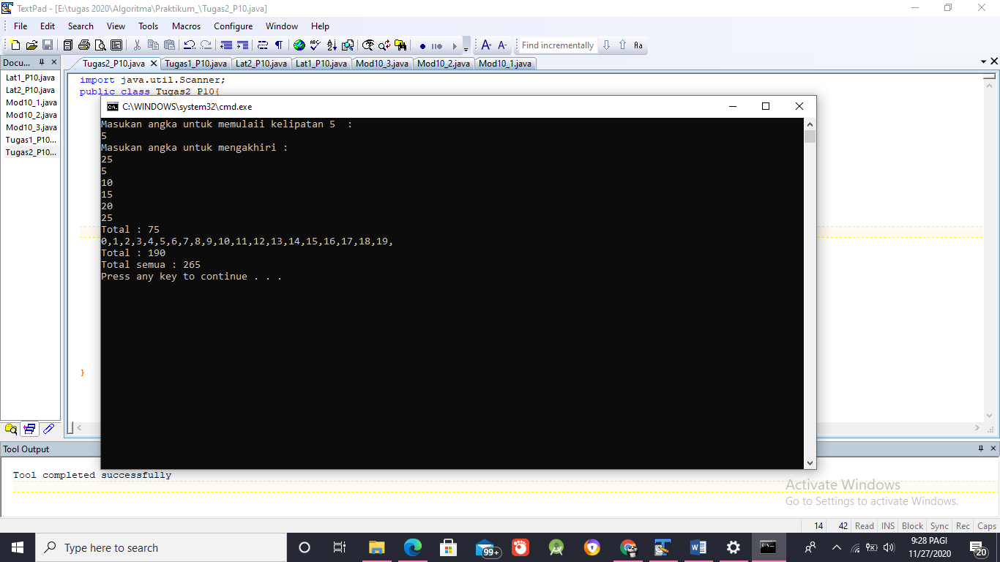 TextPad - [E:\tugas 2020\Algoritma\Praktikum_\Tugas2_P10.java]
File Edit Search View Tools Macros Configure Window Help
Find incrementally
Docu...
Tugas2_P10.java Tugas1_P10.java Lat2_P10.java Lat1_P10.java Mod10_3.java Mod10_2.java Mod10_1.java
Lat1_P10.java
Lat2_P10.java
Mod10_1.java
Mod10_2.java
Mod10_3.java
Tugas1_P10...
Tugas2_P10...
import java.util.Scanner;
public class Tugas2_P10{
}
C:\WINDOWS\system32\cmd.exe
Masukan angka untuk memulaii kelipatan 5  :
5
Masukan angka untuk mengakhiri :
25
5
10
15
20
25
Total : 75
0,1,2,3,4,5,6,7,8,9,10,11,12,13,14,15,16,17,18,19,
Total : 190
Total semua : 265
Press any key to continue . . .
Tool Output
Tool completed successfully
Activate Windows
Go to Settings to activate Windows.
14 42 Read INS Block Sync Rec Caps
Type here to search
99+
9:28 PAGI
11/27/2020
20